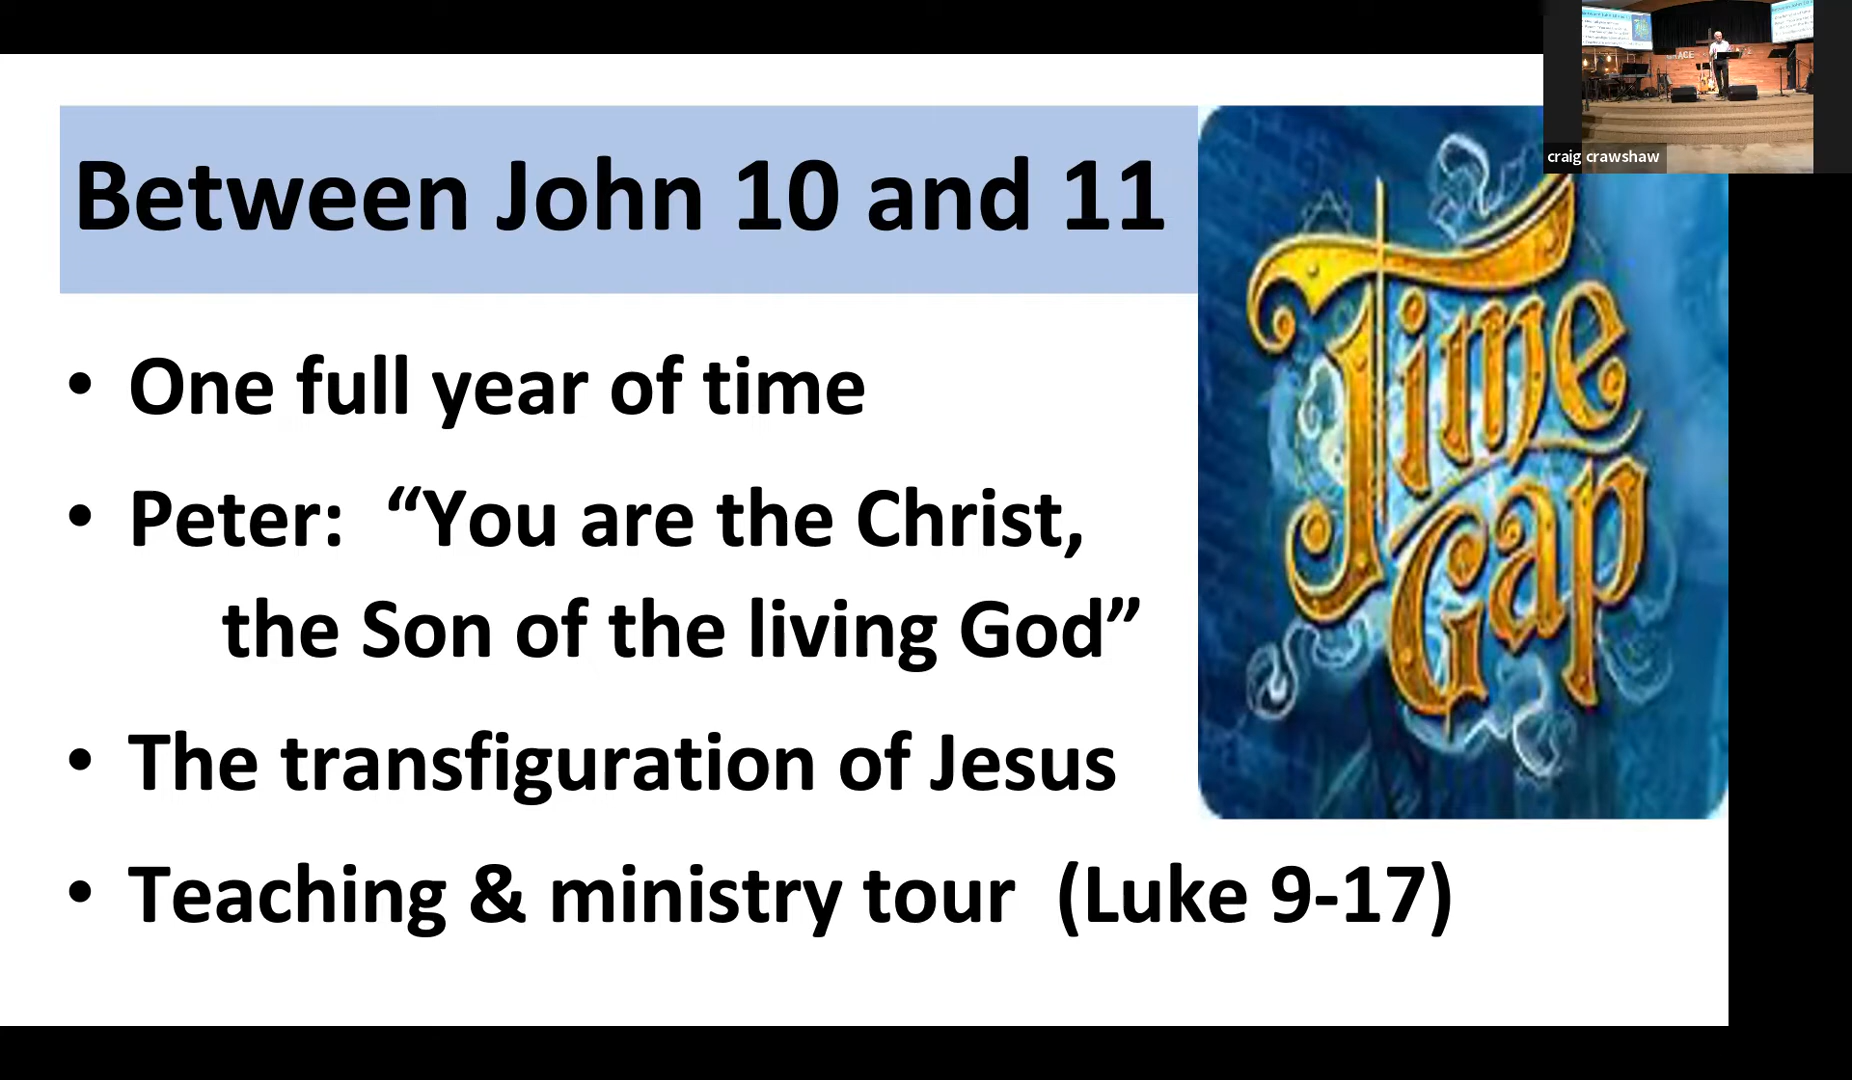 craig crawshaw
Between John 10 and 11
Time
Gap
• One full year of time
• Peter:  “You are the Christ,
the Son of the living God”
• The transfiguration of Jesus
• Teaching & ministry tour  (Luke 9-17)